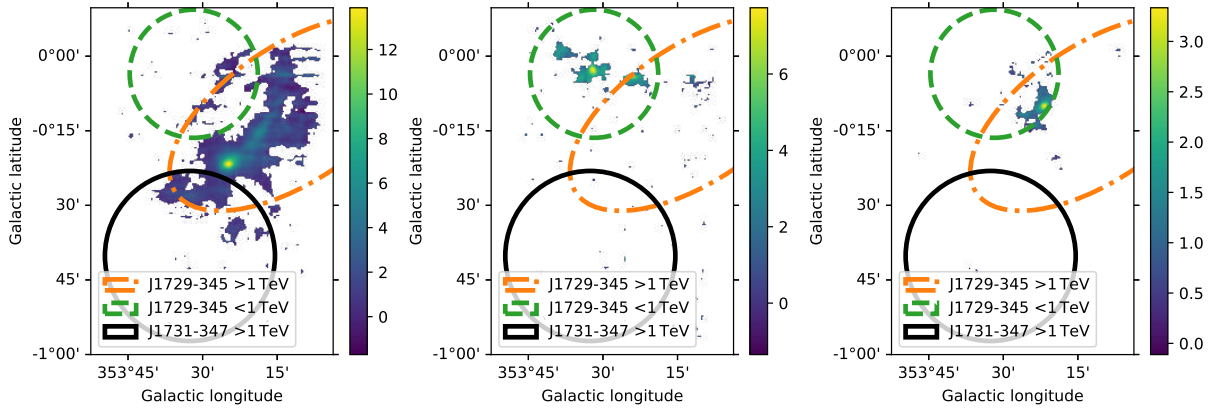 0°00'
-0°15'
30'
45'
-1°00'
353°45'
30'
15'
Galactic latitude
Galactic longitude
J1729-345 >1 TeV
J1729-345 <1 TeV
J1731-347 >1 TeV
12
10
8
6
4
2
0
0°00'
-0°15'
30'
45'
-1°00'
353°45'
30'
15'
Galactic latitude
Galactic longitude
J1729-345 >1 TeV
J1729-345 <1 TeV
J1731-347 >1 TeV
6
4
2
0
0°00'
-0°15'
30'
45'
-1°00'
353°45'
30'
15'
Galactic latitude
Galactic longitude
J1729-345 >1 TeV
J1729-345 <1 TeV
J1731-347 >1 TeV
3.0
2.5
2.0
1.5
1.0
0.5
0.0